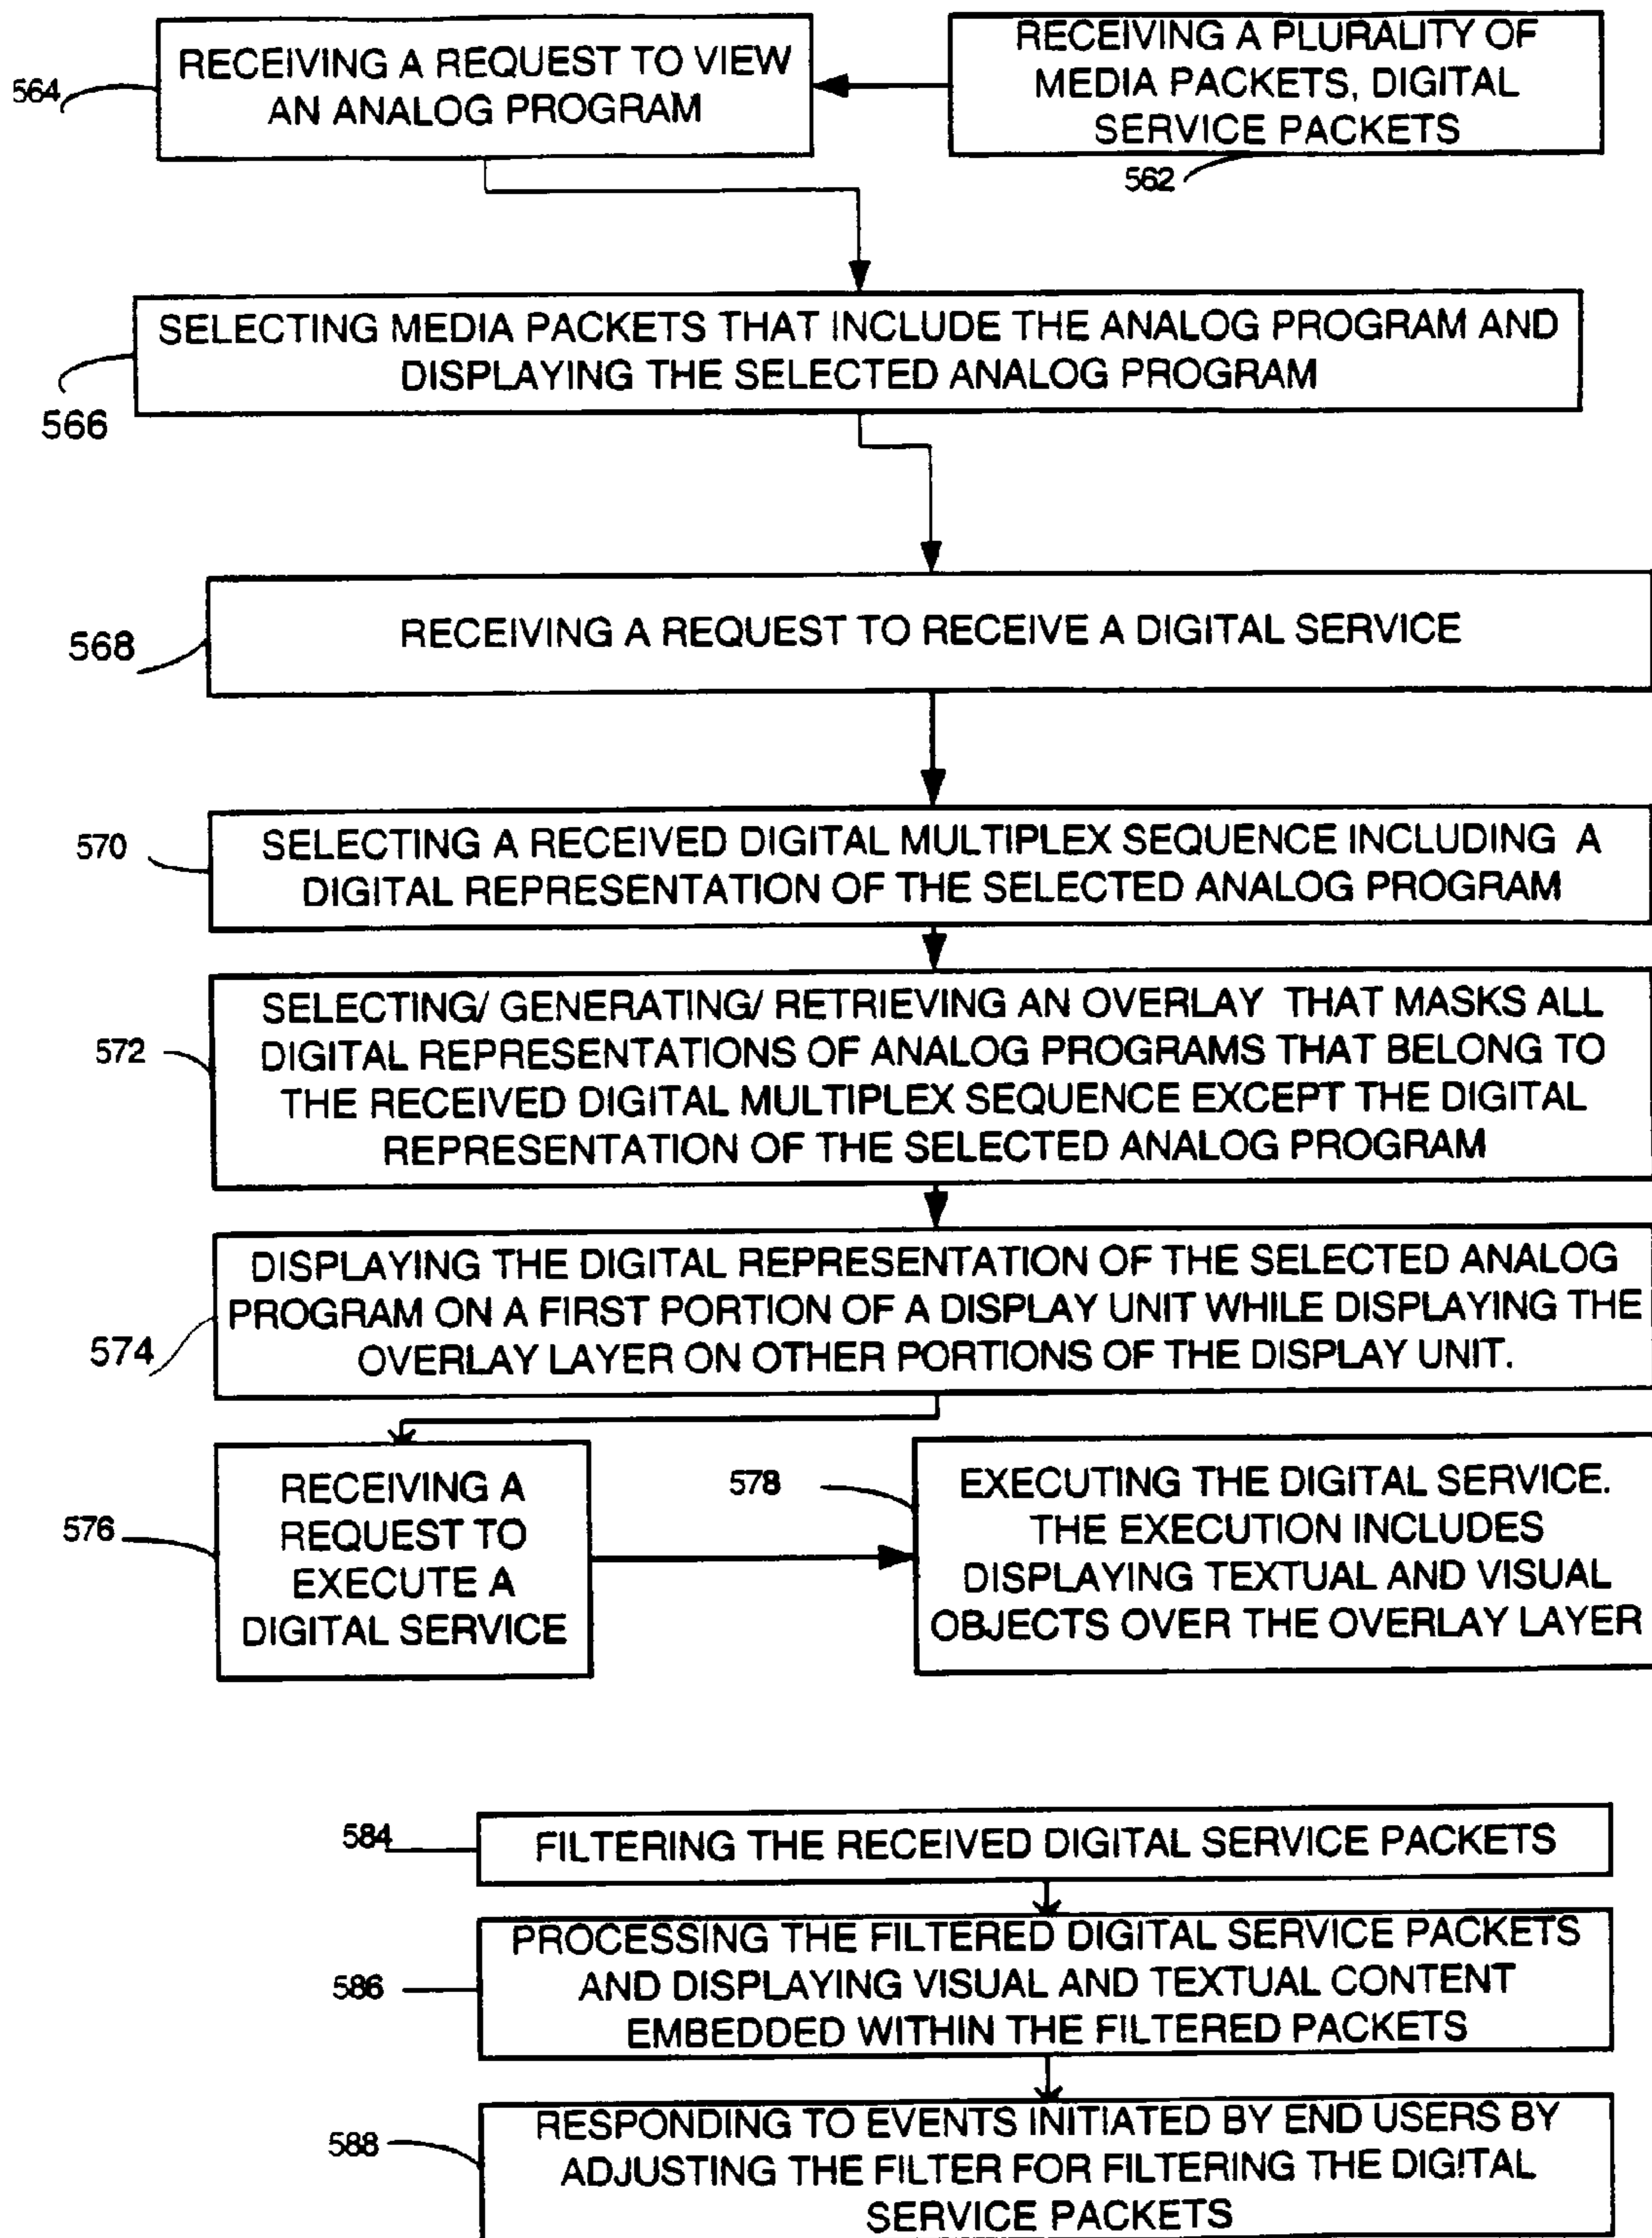 564
RECEIVING A REQUEST TO VIEW
AN ANALOG PROGRAM
RECEIVING A PLURALITY OF
MEDIA PACKETS, DIGITAL
SERVICE PACKETS
562
SELECTING MEDIA PACKETS THAT INCLUDE THE ANALOG PROGRAM AND
DISPLAYING THE SELECTED ANALOG PROGRAM
566
568
RECEIVING A REQUEST TO RECEIVE A DIGITAL SERVICE
570
SELECTING A RECEIVED DIGITAL MULTIPLEX SEQUENCE INCLUDING A
DIGITAL REPRESENTATION OF THE SELECTED ANALOG PROGRAM
572
SELECTING/ GENERATING/ RETRIEVING AN OVERLAY THAT MASKS ALL
DIGITAL REPRESENTATIONS OF ANALOG PROGRAMS THAT BELONG TO
THE RECEIVED DIGITAL MULTIPLEX SEQUENCE EXCEPT THE DIGITAL
REPRESENTATION OF THE SELECTED ANALOG PROGRAM
574
DISPLAYING THE DIGITAL REPRESENTATION OF THE SELECTED ANALOG
PROGRAM ON A FIRST PORTION OF A DISPLAY UNIT WHILE DISPLAYING THE
OVERLAY LAYER ON OTHER PORTIONS OF THE DISPLAY UNIT.
576
RECEIVING A
REQUEST TO
EXECUTE A
DIGITAL SERVICE
578
EXECUTING THE DIGITAL SERVICE.
THE EXECUTION INCLUDES
DISPLAYING TEXTUAL AND VISUAL
OBJECTS OVER THE OVERLAY LAYER
584
FILTERING THE RECEIVED DIGITAL SERVICE PACKETS
586
PROCESSING THE FILTERED DIGITAL SERVICE PACKETS
AND DISPLAYING VISUAL AND TEXTUAL CONTENT
EMBEDDED WITHIN THE FILTERED PACKETS
588
RESPONDING TO EVENTS INITIATED BY END USERS BY
ADJUSTING THE FILTER FOR FILTERING THE DIGITAL
SERVICE PACKETS